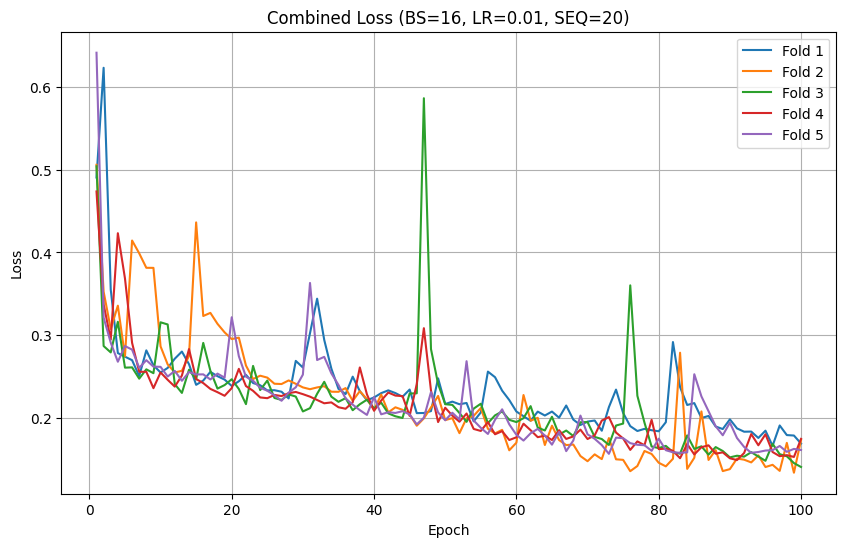 Combined Loss (BS=16, LR=0.01, SEQ=20)
Fold 1
Fold 2
Fold 3
Fold 4
Fold 5
Loss
0.6
0.5
0.4
0.3
0.2
0 20 40 60 80 100
Epoch